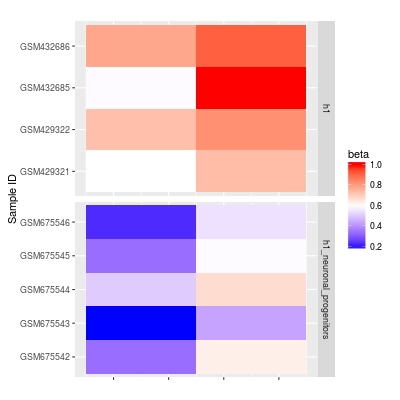 GSM432686
GSM432685
GSM429322
GSM429321
h1
GSM675546
GSM675545
GSM675544
GSM675543
GSM675542
h1_neuronal_progenitors
Sample ID
beta
1.0
0.8
0.6
0.4
0.2